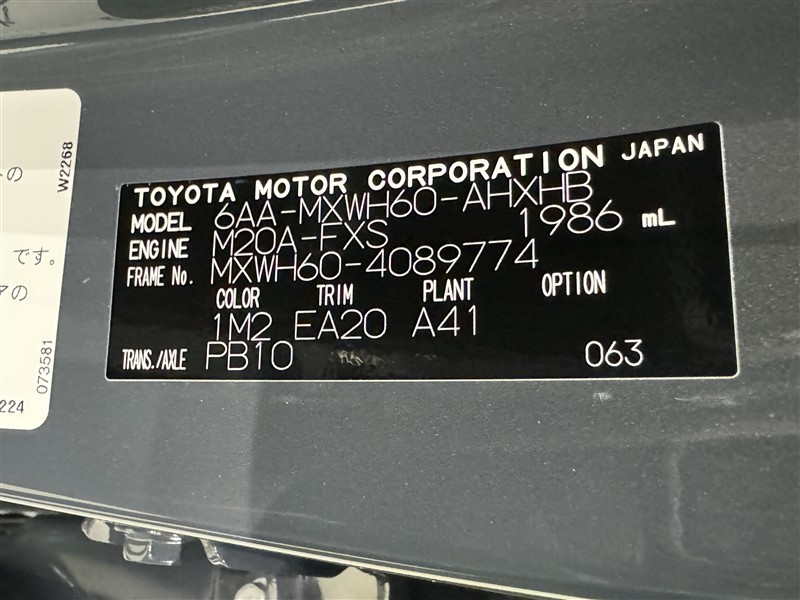 TOYOTA MOTOR CORPORATION JAPAN
MODEL 6AA-MXWH60-AHXHB
ENGINE M20A-FXS 1986 mL
FRAME No. MXWH60-4089774
COLOR TRIM PLANT OPTION
1M2 EA20 A41
TRANS./AXLE PB10 063
W2268
の
です。
の
073581
224